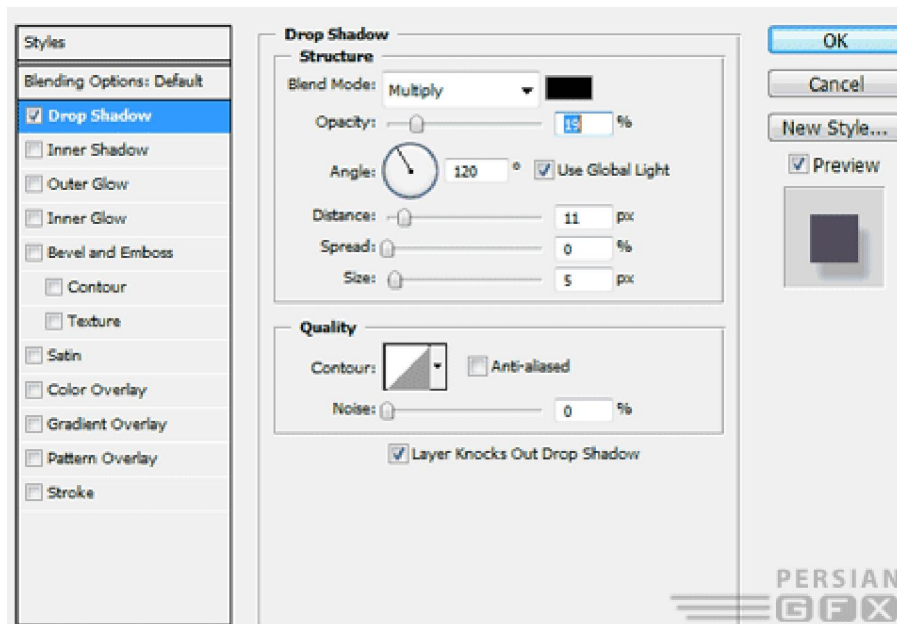 Styles
Blending Options: Default
Drop Shadow
Inner Shadow
Outer Glow
Inner Glow
Bevel and Emboss
Contour
Texture
Satin
Color Overlay
Gradient Overlay
Pattern Overlay
Stroke
Drop Shadow
Structure
Blend Mode: Multiply
Opacity: 19 %
Angle: 120 ° Use Global Light
Distance: 11 px
Spread: 0 %
Size: 5 px
Quality
Contour: Anti-aliased
Noise: 0 %
Layer Knocks Out Drop Shadow
OK
Cancel
New Style...
Preview
PERSIAN
GFX